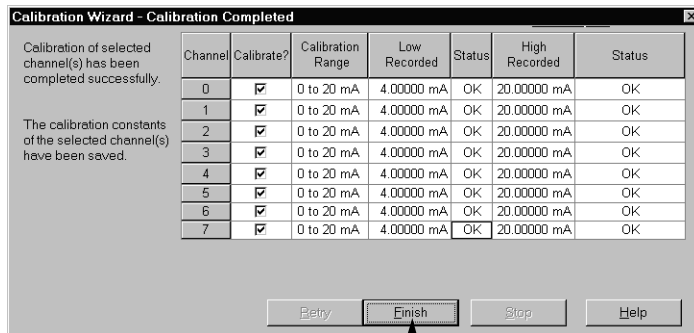 Calibration Wizard - Calibration Completed
Calibration of selected
channel(s) has been
completed successfully.
The calibration constants
of the selected channel(s)
have been saved.
Channel Calibrate? Calibration Range Low Recorded Status High Recorded Status
0 0 to 20 mA 4.00000 mA OK 20.00000 mA OK
1 0 to 20 mA 4.00000 mA OK 20.00000 mA OK
2 0 to 20 mA 4.00000 mA OK 20.00000 mA OK
3 0 to 20 mA 4.00000 mA OK 20.00000 mA OK
4 0 to 20 mA 4.00000 mA OK 20.00000 mA OK
5 0 to 20 mA 4.00000 mA OK 20.00000 mA OK
6 0 to 20 mA 4.00000 mA OK 20.00000 mA OK
7 0 to 20 mA 4.00000 mA OK 20.00000 mA OK
Retry Finish Stop Help